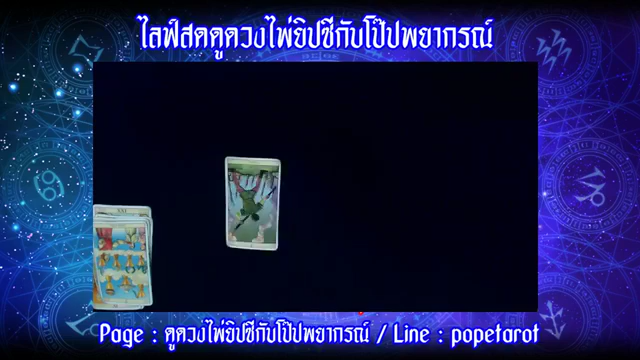 ไลฟ์สดดูดวงไพ่ยิปซีกับโป๊ปพยากรณ์
XVI
Page : ดูดวงไพ่ยิปซีกับโป๊ปพยากรณ์ / Line : popetarot